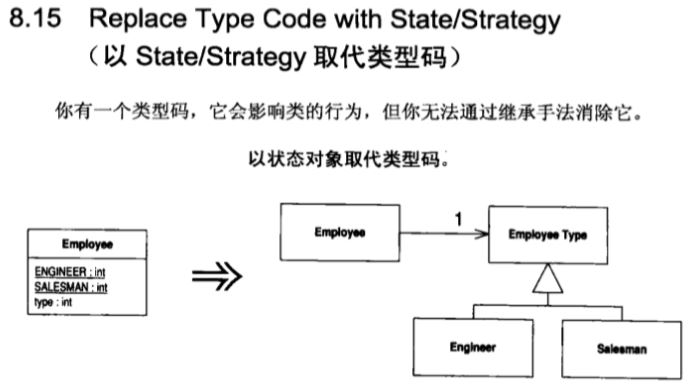 8.15 Replace Type Code with State/Strategy
（以 State/Strategy 取代类型码）
你有一个类型码，它会影响类的行为，但你无法通过继承手法消除它。
以状态对象取代类型码。
Employee
ENGINEER : int
SALESMAN : int
type : int
Employee
1
Employee Type
Engineer
Salesman